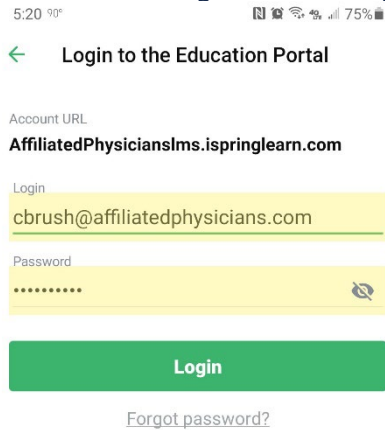 5:20 90° 75%
Login to the Education Portal
Account URL
AffiliatedPhysicianslms.ispringlearn.com
Login
cbrush@affiliatedphysicians.com
Password
••••••••••
Login
Forgot password?